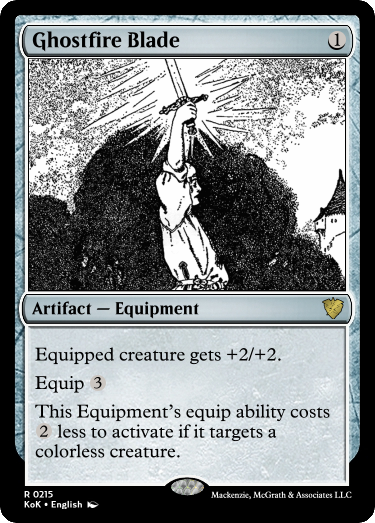 Ghostfire Blade 1
Artifact — Equipment
Equipped creature gets +2/+2.
Equip 3
This Equipment's equip ability costs
2 less to activate if it targets a
colorless creature.
R 0215
KoK • English
Mackenzie, McGrath & Associates LLC